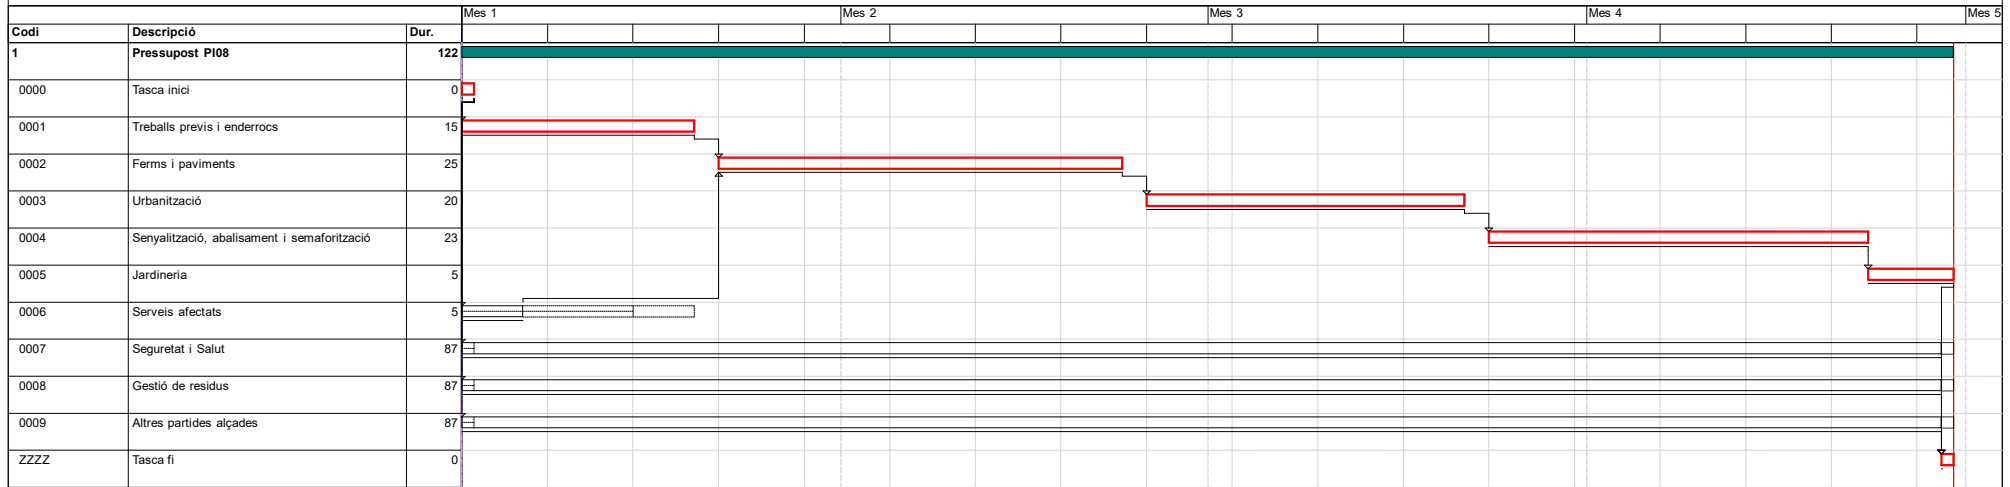 Mes 1 Mes 2 Mes 3 Mes 4 Mes 5
Codi Descripció Dur.
1 Pressupost PI08 122
0000 Tasca inici 0
0001 Treballs previs i enderrocs 15
0002 Ferms i paviments 25
0003 Urbanització 20
0004 Senyalització, abalisament i semaforització 23
0005 Jardineria 5
0006 Serveis afectats 5
0007 Seguretat i Salut 87
0008 Gestió de residus 87
0009 Altres partides alçades 87
ZZZZ Tasca fi 0